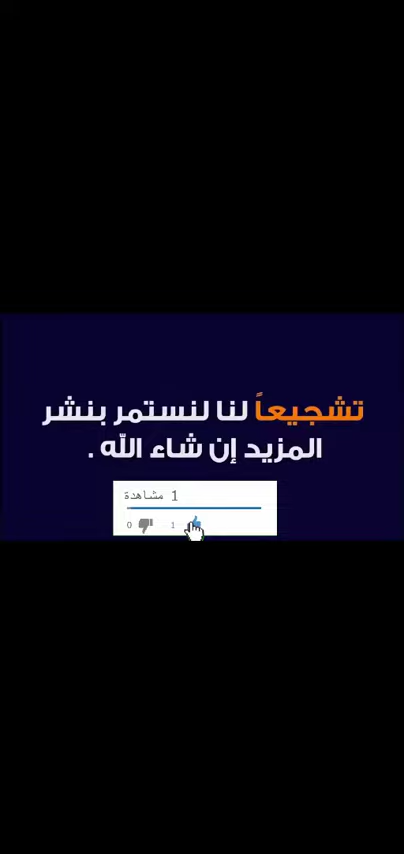 تشجيعاً لنا لنستمر بنشر
المزيد إن شاء الله .
1 مشاهدة
0 1